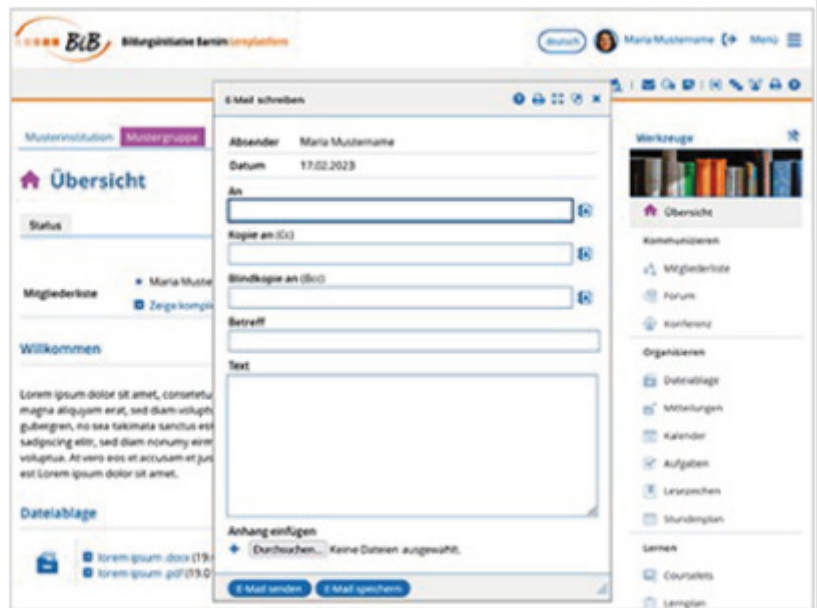 BIB Bildungsinitiative Barnim Lernplattform
deutsch Maria Mustername Menü
E-Mail schreiben
Absender Maria Mustername
Datum 17.02.2023
An
Kopie an (Cc)
Blindkopie an (Bcc)
Betreff
Text
Anhang einfügen
Durchsuchen... Keine Dateien ausgewählt.
E-Mail senden E-Mail speichern
Musterinstitution Mustergruppe
Übersicht
Status
Mitgliederliste
Maria Muste
Zeige komple
Willkommen
Lorem ipsum dolor sit amet, consetetu
magna aliquyam erat, sed diam volupt
gubergren, no sea takimata sanctus est
sadipscing elitr, sed diam nonumy eirm
voluptua. At vero eos et accusam et jus
est Lorem ipsum dolor sit amet.
Dateiablage
lorem ipsum .docx (19.
lorem ipsum .pdf (19.0
Werkzeuge
Übersicht
Kommunizieren
Mitgliederliste
Forum
Konferenz
Organisieren
Dateiablage
Mitteilungen
Kalender
Aufgaben
Lesezeichen
Stundenplan
Lernen
Courselets
Lernplan